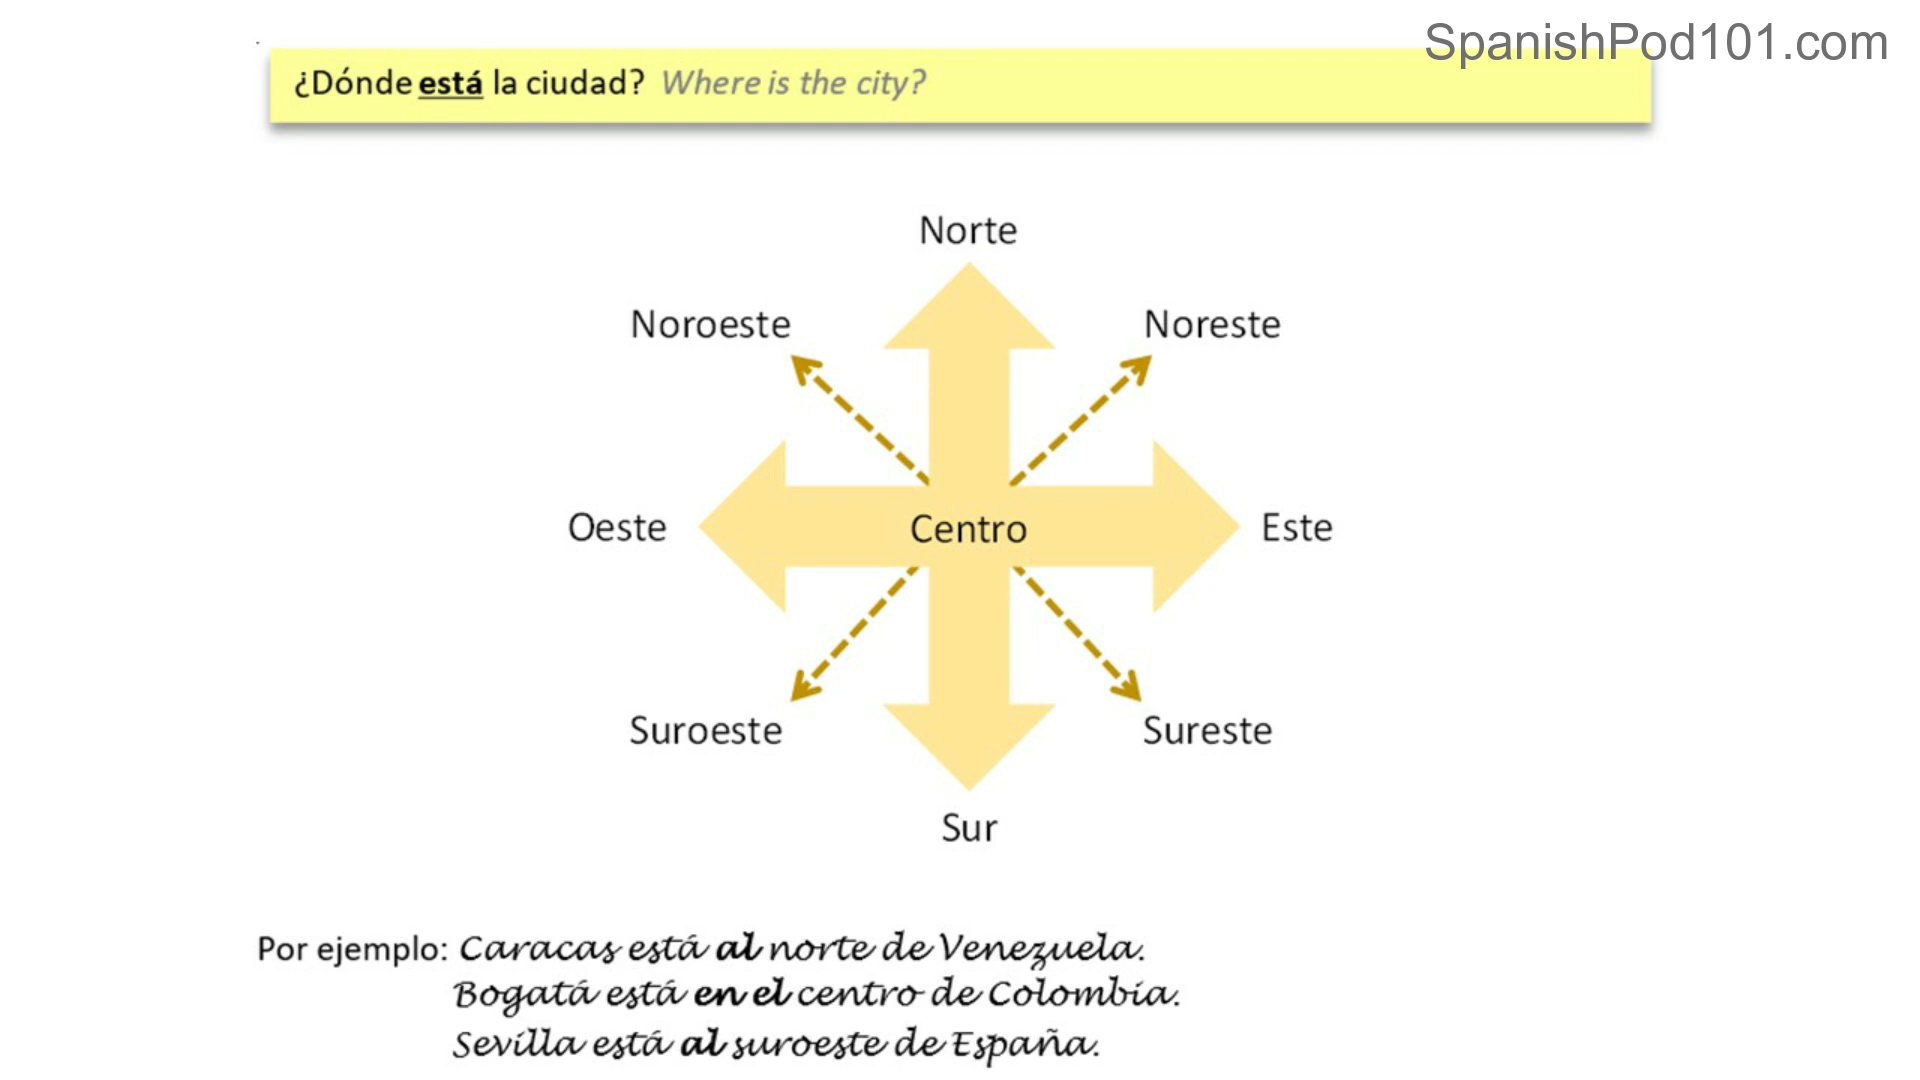 SpanishPod101.com
¿Dónde está la ciudad? Where is the city?
Norte
Noroeste
Noreste
Oeste
Centro
Este
Suroeste
Sureste
Sur
Por ejemplo: Caracas está al norte de Venezuela.
Bogatá está en el centro de Colombia.
Sevilla está al suroeste de España.